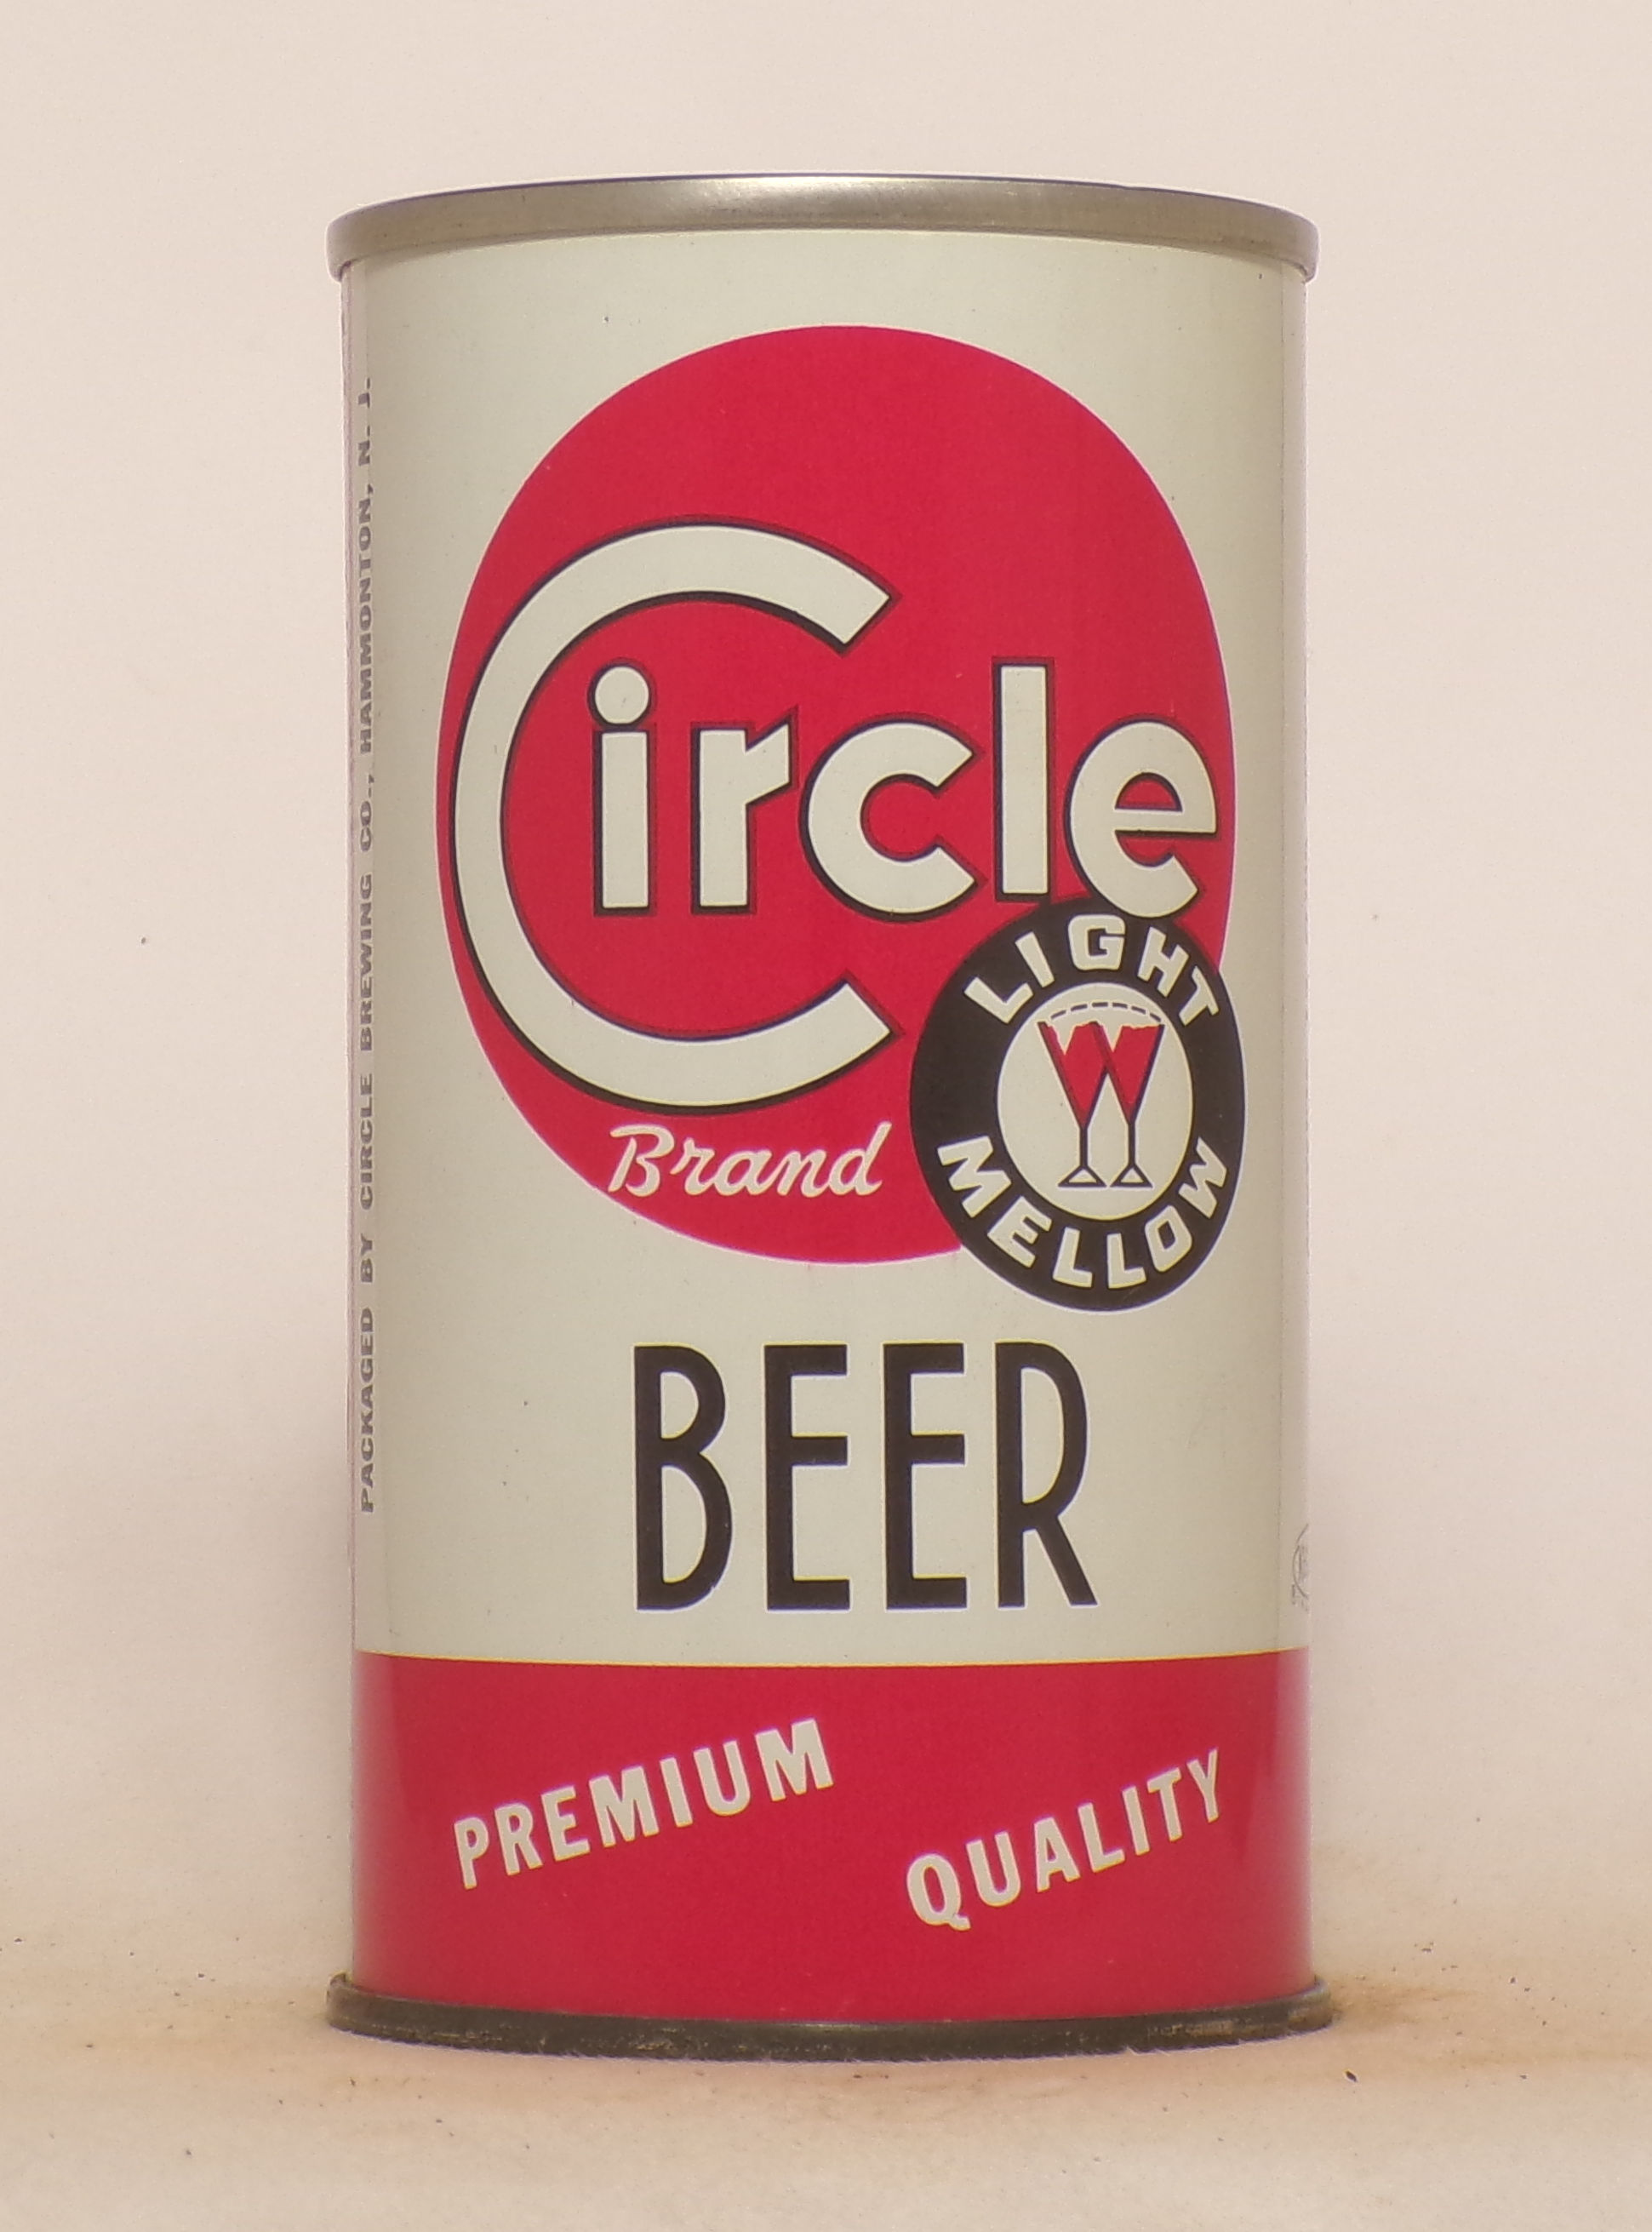 Circle
Brand
LIGHT
MELLOW
BEER
PREMIUM
QUALITY
PACKAGED BY CIRCLE BREWING CO., HAMMONTON, N. J.